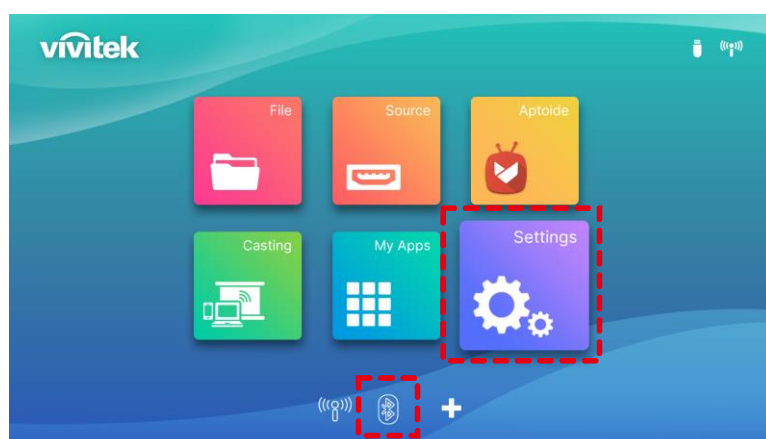 vivitek
File
Source
Aptoide
Casting
My Apps
Settings